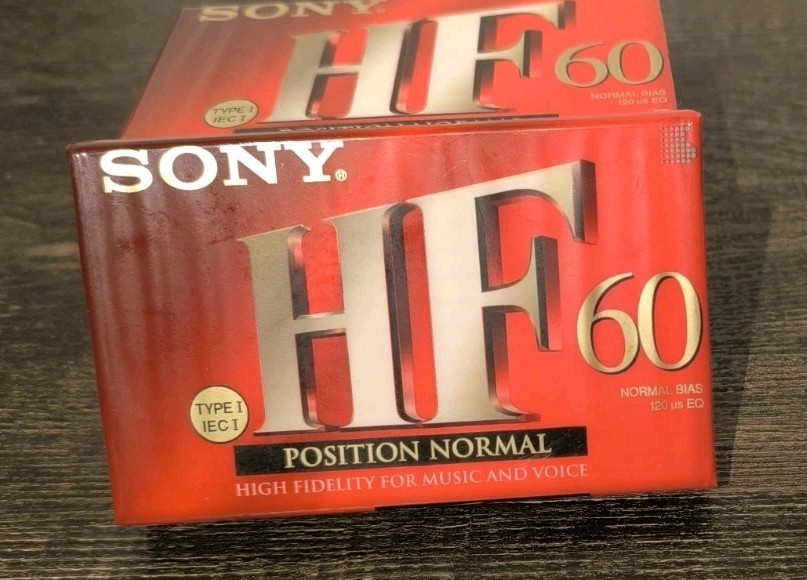 SONY
HF 60
NORMAL BIAS
120 µs EQ
TYPE I
IEC I
SONY®
HF 60
NORMAL BIAS
120 µs EQ
TYPE I
IEC I
POSITION NORMAL
HIGH FIDELITY FOR MUSIC AND VOICE